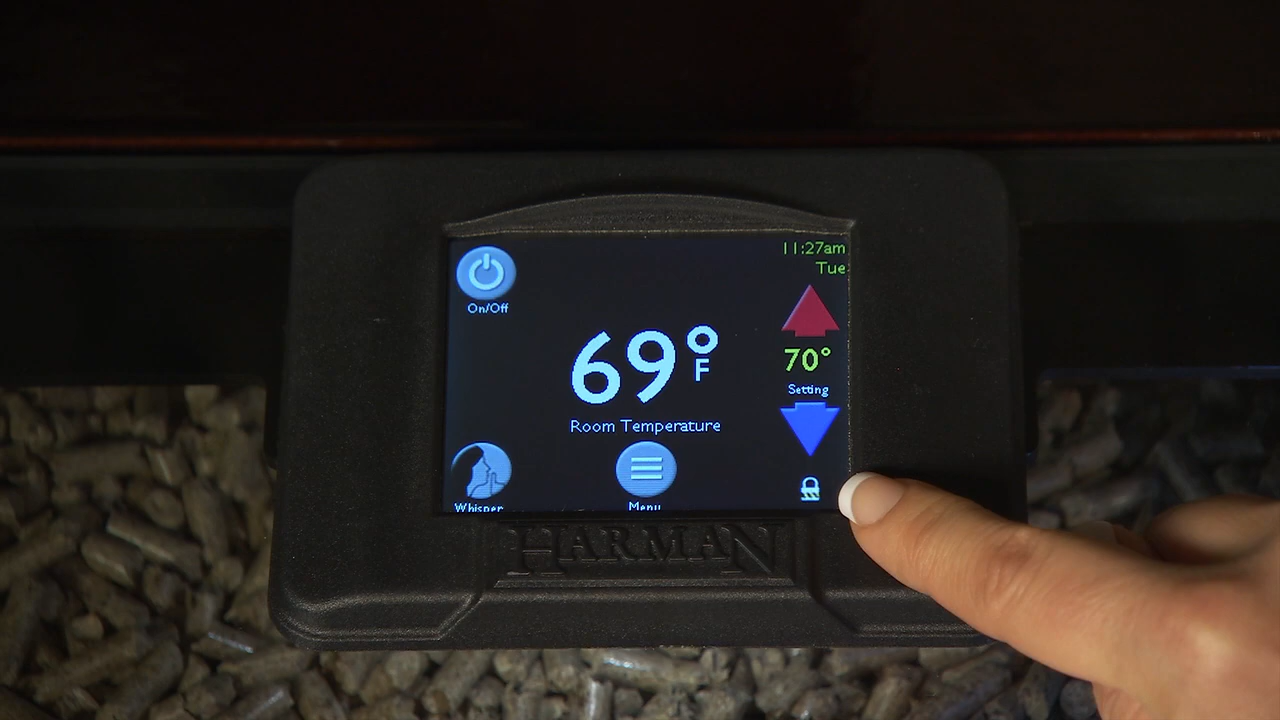 11:27am
Tue
On/Off
69°F
70°
Setting
Room Temperature
Whisper
Menu
HARMAN